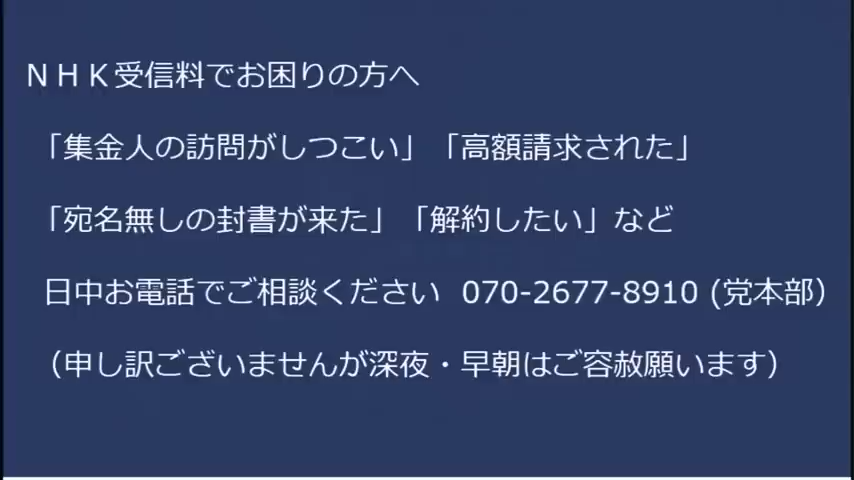 ＮＨＫ受信料でお困りの方へ
「集金人の訪問がしつこい」「高額請求された」
「宛名無しの封書が来た」「解約したい」など
日中お電話でご相談ください 070-2677-8910 (党本部）
（申し訳ございませんが深夜・早朝はご容赦願います）